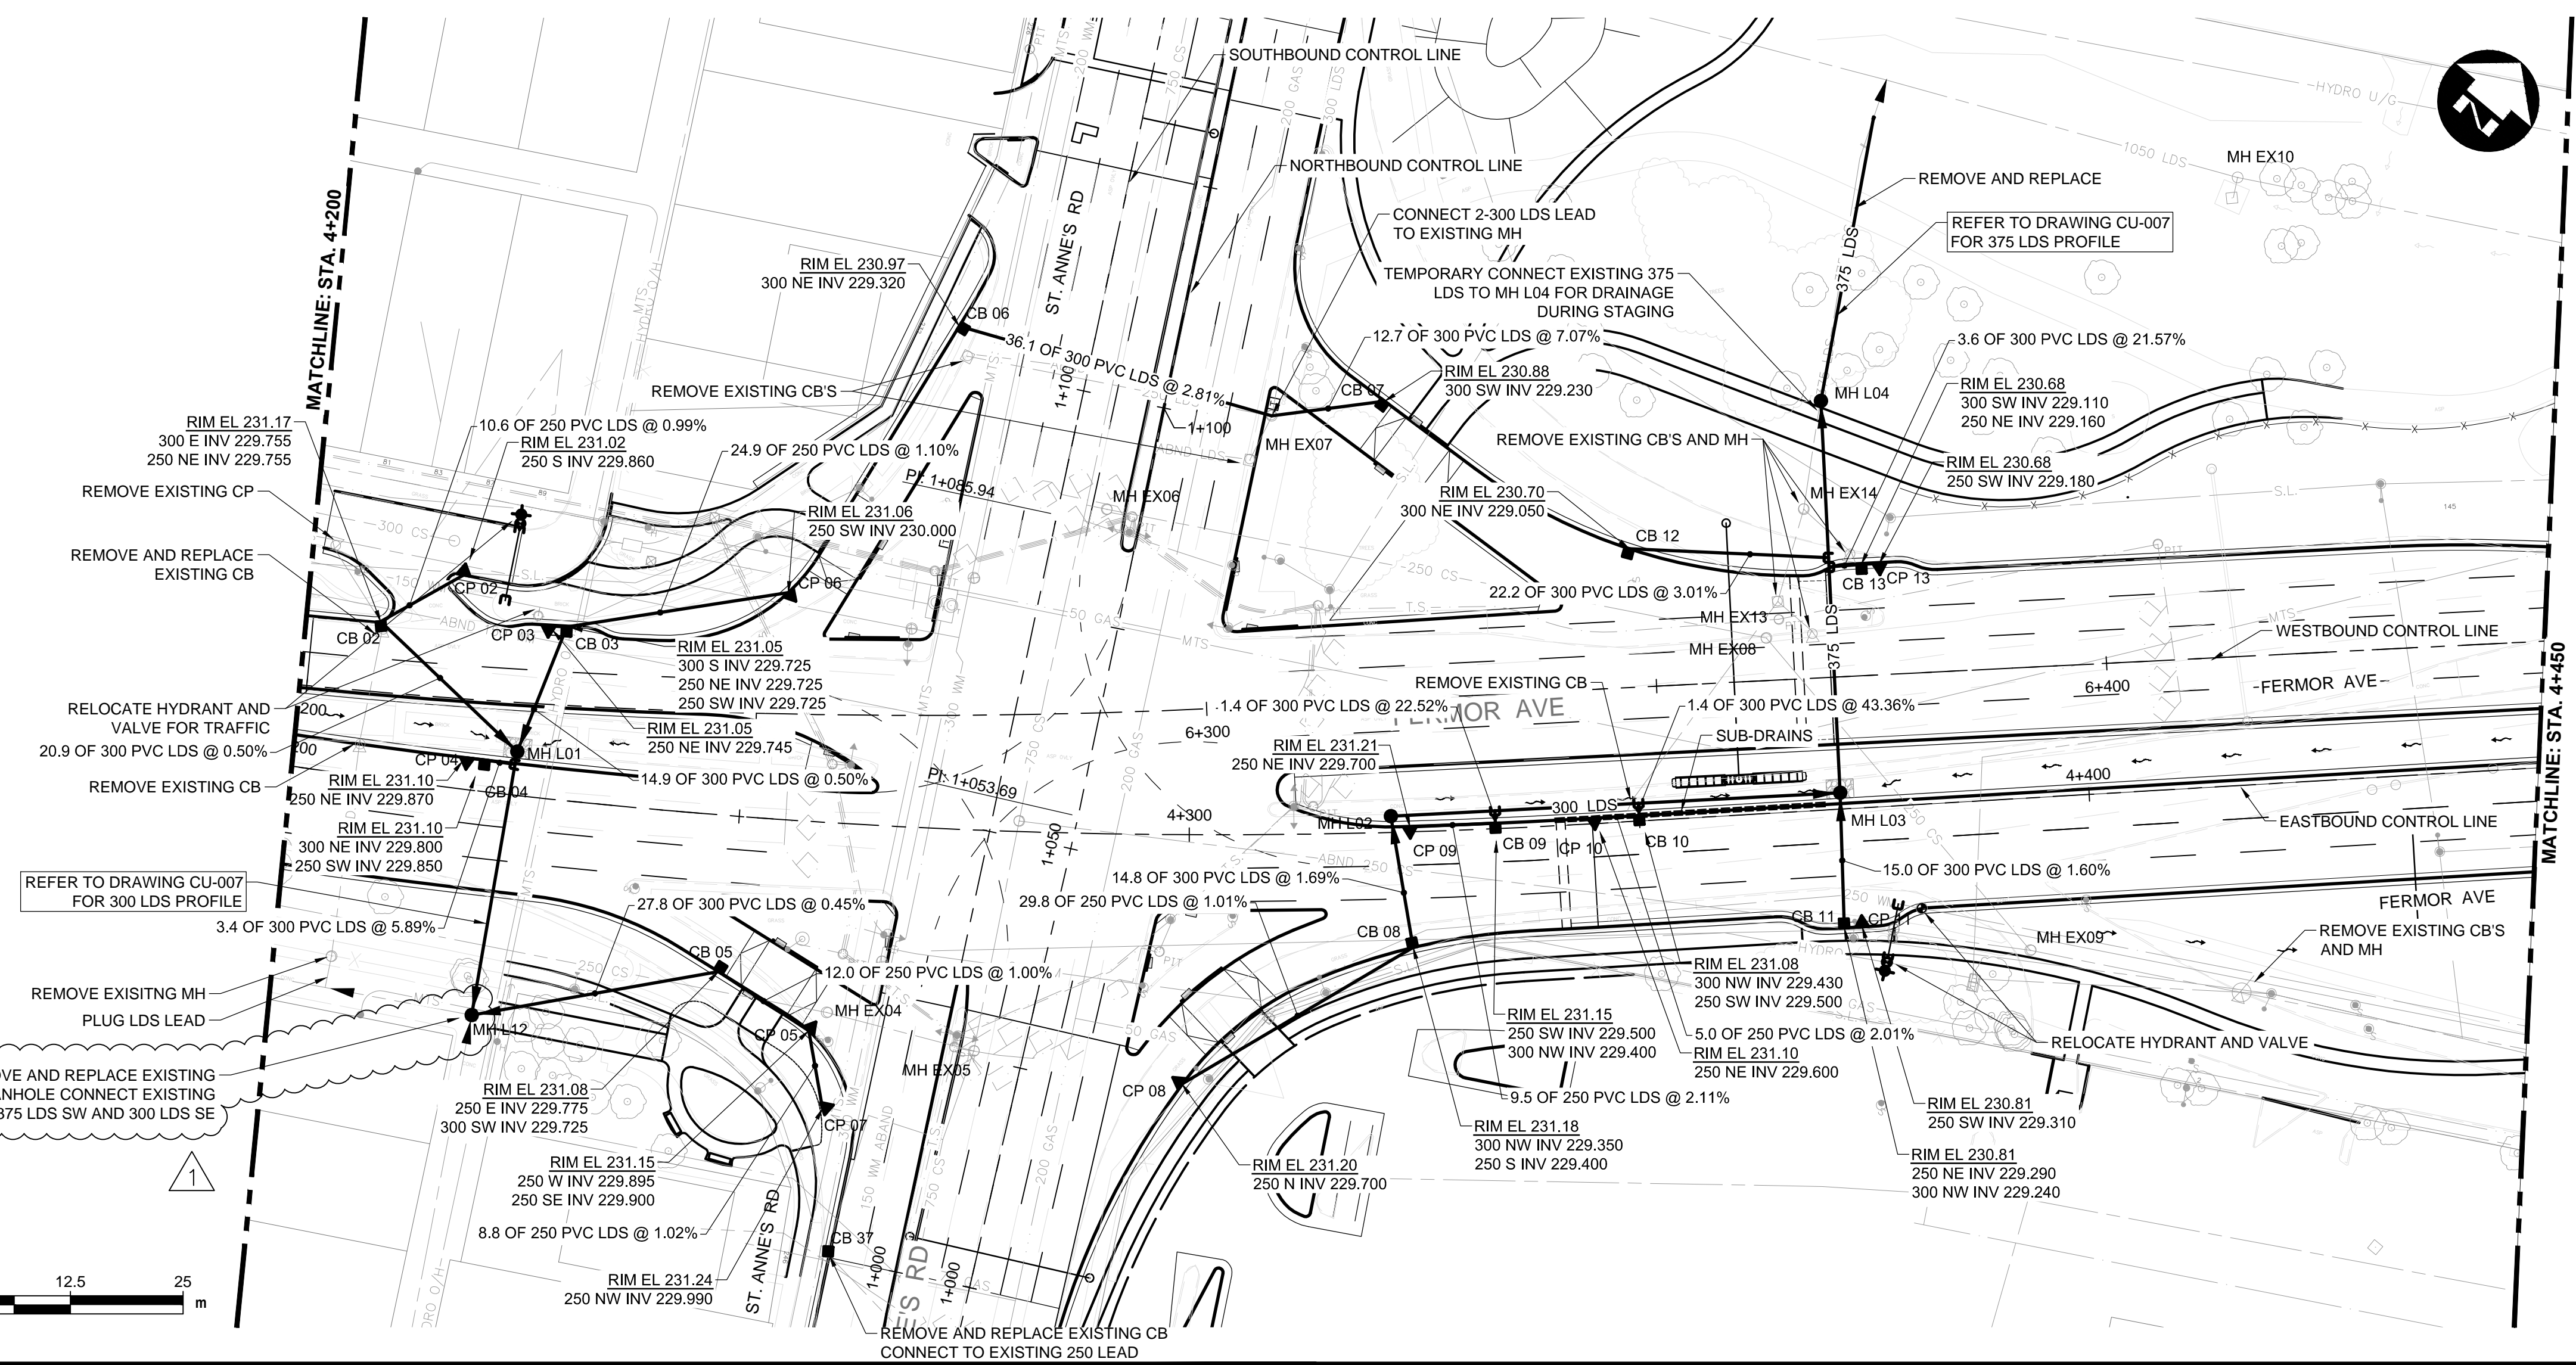 SOUTHBOUND CONTROL LINE
NORTHBOUND CONTROL LINE
CONNECT 2-300 LDS LEAD
TO EXISTING MH
TEMPORARY CONNECT EXISTING 375
LDS TO MH L04 FOR DRAINAGE
DURING STAGING
REMOVE AND REPLACE
REFER TO DRAWING CU-007
FOR 375 LDS PROFILE
MH EX10
HYDRO U/G
1050 LDS
375 LDS
MATCHLINE: STA. 4+200
ST. ANNE'S RD
RIM EL 230.97
300 NE INV 229.320
CB 06
36.1 OF 300 PVC LDS @ 2.81%
12.7 OF 300 PVC LDS @ 7.07%
REMOVE EXISTING CB'S
CB 07
RIM EL 230.88
300 SW INV 229.230
MH L04
3.6 OF 300 PVC LDS @ 21.57%
RIM EL 230.68
300 SW INV 229.110
250 NE INV 229.160
RIM EL 230.68
250 SW INV 229.180
REMOVE EXISTING CB'S AND MH
MH EX07
1+100
1+100
RIM EL 231.17
300 E INV 229.755
250 NE INV 229.755
10.6 OF 250 PVC LDS @ 0.99%
RIM EL 231.02
250 S INV 229.860
24.9 OF 250 PVC LDS @ 1.10%
PI: 1+085.94
MH EX06
REMOVE EXISTING CP
RIM EL 231.06
250 SW INV 230.000
RIM EL 230.70
300 NE INV 229.050
MH EX14
CB 12
REMOVE AND REPLACE
EXISTING CB
CP 02
CP 06
22.2 OF 300 PVC LDS @ 3.01%
CB 13
CP 13
CB 02
CP 03
CB 03
MH EX13
MH EX08
375 LDS
RIM EL 231.05
300 S INV 229.725
250 NE INV 229.725
250 SW INV 229.725
WESTBOUND CONTROL LINE
6+400
FERMOR AVE
MATCHLINE: STA. 4+450
RELOCATE HYDRANT AND
VALVE FOR TRAFFIC
20.9 OF 300 PVC LDS @ 0.50%
REMOVE EXISTING CB
RIM EL 231.05
250 NE INV 229.745
14.9 OF 300 PVC LDS @ 0.50%
REMOVE EXISTING CB
1.4 OF 300 PVC LDS @ 22.52%
FERMOR AVE
1.4 OF 300 PVC LDS @ 43.36%
6+300
SUB-DRAINS
RIM EL 231.21
250 NE INV 229.700
MH L01
CP 04
CB 04
RIM EL 231.10
250 NE INV 229.870
RIM EL 231.10
300 NE INV 229.800
250 SW INV 229.850
PI: 1+053.69
4+300
1+050
300 LDS
MH L02
CP 09
CB 09
CP 10
CB 10
MH L03
4+400
EASTBOUND CONTROL LINE
REFER TO DRAWING CU-007
FOR 300 LDS PROFILE
3.4 OF 300 PVC LDS @ 5.89%
27.8 OF 300 PVC LDS @ 0.45%
14.8 OF 300 PVC LDS @ 1.69%
29.8 OF 250 PVC LDS @ 1.01%
15.0 OF 300 PVC LDS @ 1.60%
FERMOR AVE
CB 05
CB 08
CB 11
MH EX09
REMOVE EXISTING CB'S
AND MH
12.0 OF 250 PVC LDS @ 1.00%
REMOVE EXISITNG MH
PLUG LDS LEAD
MH L12
MH EX04
CP 05
MH EX05
RIM EL 231.08
300 NW INV 229.430
250 SW INV 229.500
RIM EL 231.15
250 SW INV 229.500
300 NW INV 229.400
5.0 OF 250 PVC LDS @ 2.01%
RIM EL 231.10
250 NE INV 229.600
RELOCATE HYDRANT AND VALVE
AND REPLACE EXISTING
CONNECT EXISTING
375 LDS SW AND 300 LDS SE
1
RIM EL 231.08
250 E INV 229.775
300 SW INV 229.725
CP 07
CP 08
9.5 OF 250 PVC LDS @ 2.11%
RIM EL 230.81
250 SW INV 229.310
RIM EL 231.18
300 NW INV 229.350
250 S INV 229.400
RIM EL 230.81
250 NE INV 229.290
300 NW INV 229.240
RIM EL 231.15
250 W INV 229.895
250 SE INV 229.900
RIM EL 231.20
250 N INV 229.700
8.8 OF 250 PVC LDS @ 1.02%
CB 37
RIM EL 231.24
250 NW INV 229.990
ST. ANNE'S RD
1+000
1+000
12.5
25
m
REMOVE AND REPLACE EXISTING CB
CONNECT TO EXISTING 250 LEAD